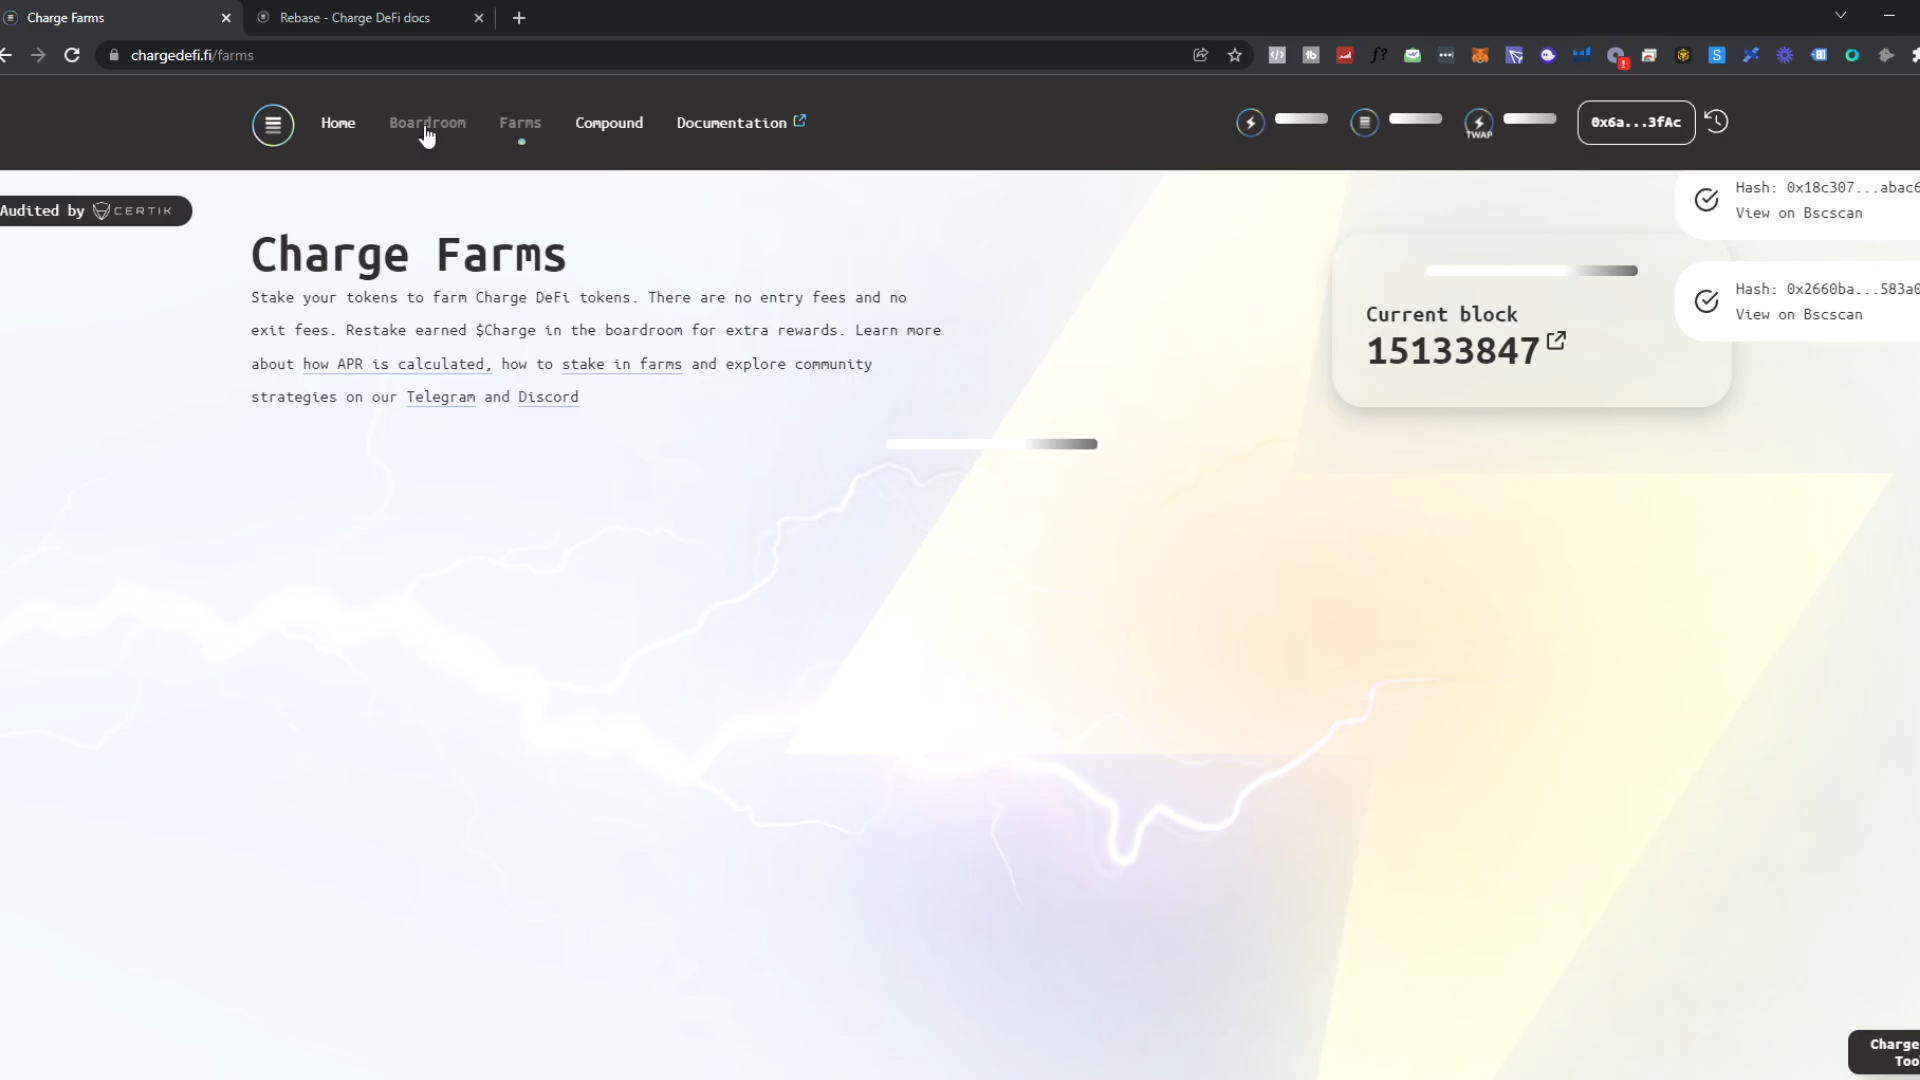 Charge Farms
Rebase - Charge DeFi docs
chargedefi.fi/farms
Home
Boardroom
Farms
Compound
Documentation
TWAP
0x6a...3fAc
Audited by CERTIK
Hash: 0x18c307...abac6
View on Bscscan
Charge Farms
Stake your tokens to farm Charge DeFi tokens. There are no entry fees and no
exit fees. Restake earned $Charge in the boardroom for extra rewards. Learn more
about how APR is calculated, how to stake in farms and explore community
strategies on our Telegram and Discord
Current block
15133847
Hash: 0x2660ba...583a0
View on Bscscan
Charge
Too